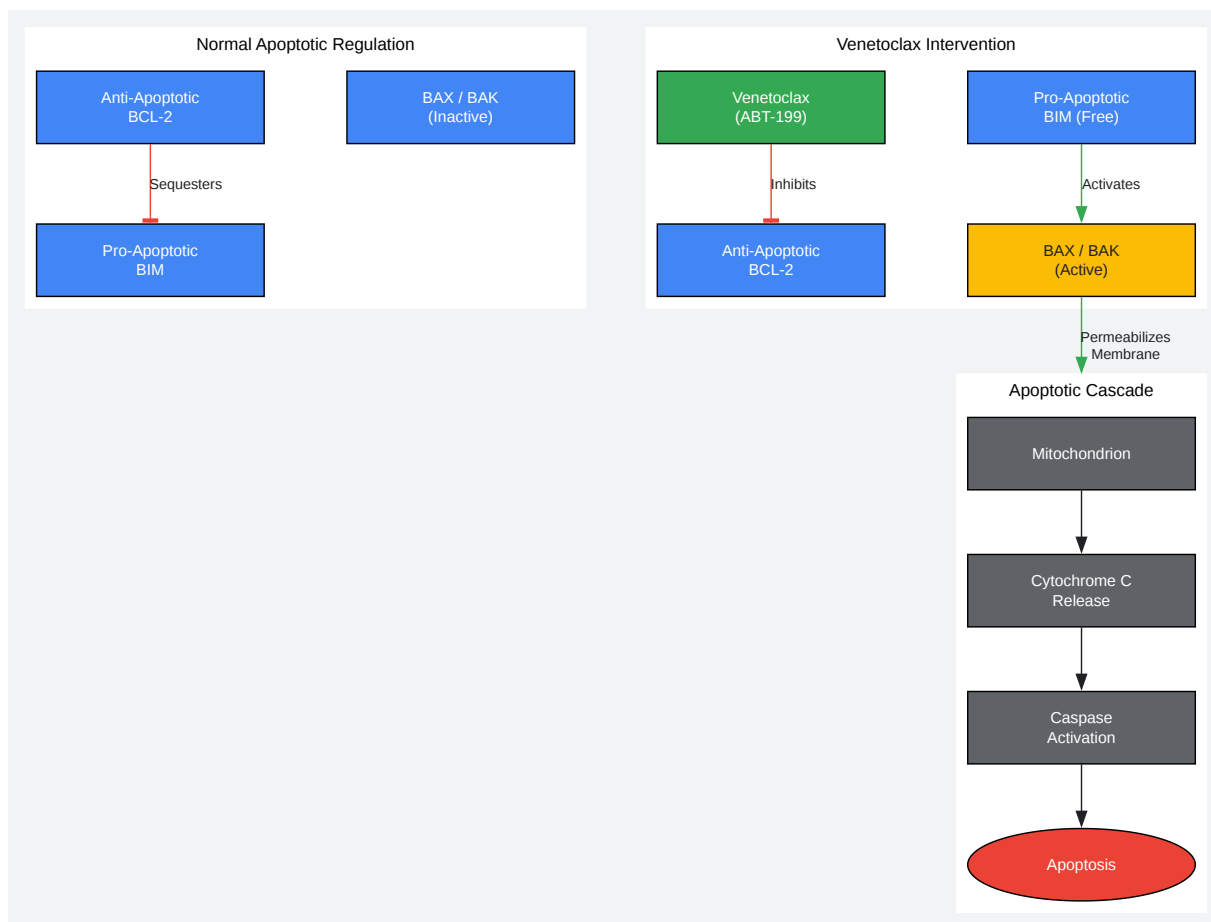 Normal Apoptotic Regulation
Anti-Apoptotic
BCL-2
BAX / BAK
(Inactive)
Sequesters
Pro-Apoptotic
BIM
Venetoclax Intervention
Venetoclax
(ABT-199)
Pro-Apoptotic
BIM (Free)
Inhibits
Activates
Anti-Apoptotic
BCL-2
BAX / BAK
(Active)
Permeabilizes
Membrane
Apoptotic Cascade
Mitochondrion
Cytochrome C
Release
Caspase
Activation
Apoptosis